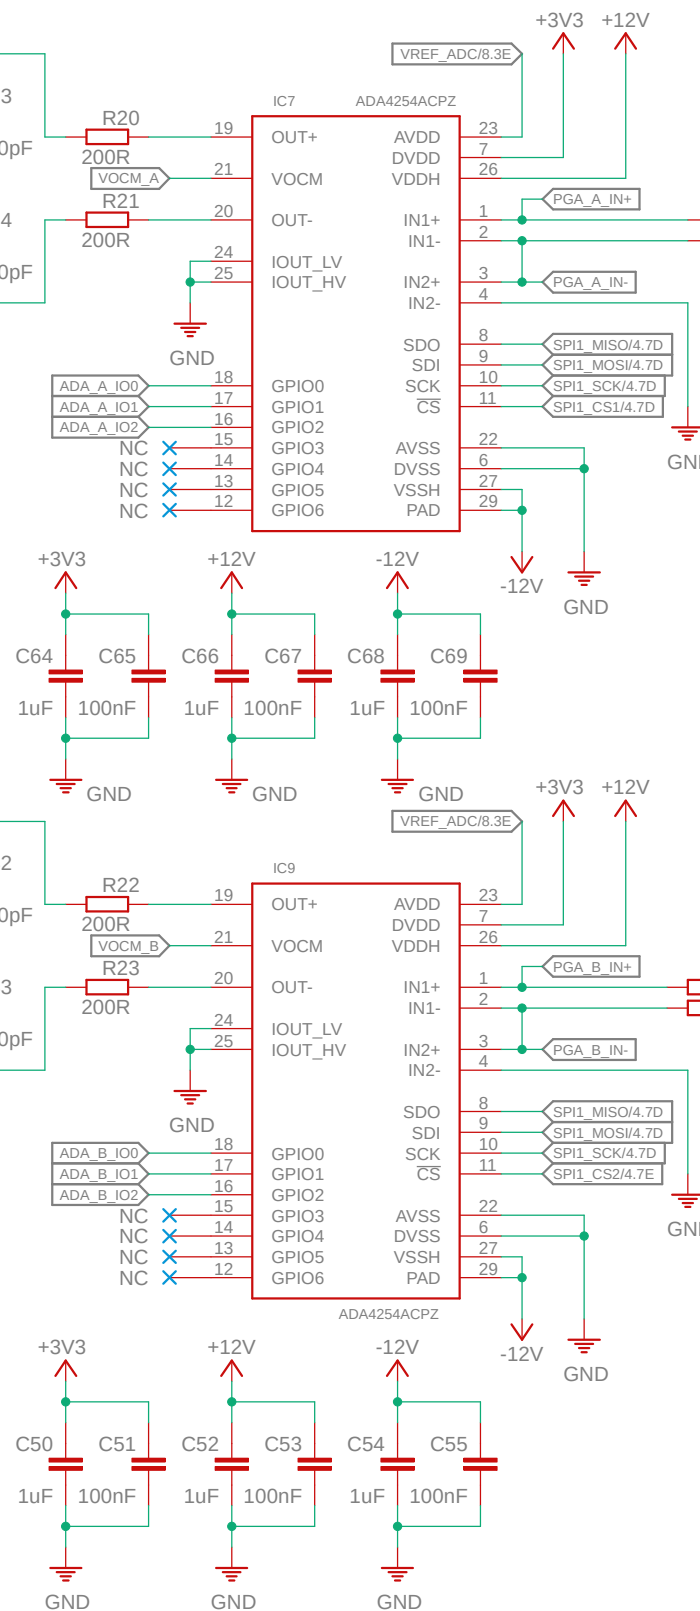 +3V3 +12V
VREF_ADC/8.3E
3
IC7 ADA4254ACPZ
R20
200R
0pF
19 OUT+ AVDD 23
DVDD 7
VOCM_A 21 VOCM VDDH 26
R21
200R
4
PGA_A_IN+
20 OUT- IN1+ 1
IN1- 2
0pF
24 IOUT_LV
25 IOUT_HV IN2+ 3 PGA_A_IN-
IN2- 4
GND
SDO 8 SPI1_MISO/4.7D
SDI 9 SPI1_MOSI/4.7D
ADA_A_IO0 18 GPIO0 SCK 10 SPI1_SCK/4.7D
ADA_A_IO1 17 GPIO1 CS 11 SPI1_CS1/4.7D
ADA_A_IO2 16 GPIO2
NC 15 GPIO3 AVSS 22
NC 14 GPIO4 DVSS 6
NC 13 GPIO5 VSSH 27
NC 12 GPIO6 PAD 29
GN
+3V3 +12V -12V
-12V
GND
C64 C65 C66 C67 C68 C69
1uF 100nF 1uF 100nF 1uF 100nF
GND GND GND
+3V3 +12V
VREF_ADC/8.3E
2
IC9
R22
200R
0pF
19 OUT+ AVDD 23
DVDD 7
VOCM_B 21 VOCM VDDH 26
R23
200R
3
PGA_B_IN+
20 OUT- IN1+ 1
IN1- 2
0pF
24 IOUT_LV
25 IOUT_HV IN2+ 3 PGA_B_IN-
IN2- 4
GND
SDO 8 SPI1_MISO/4.7D
SDI 9 SPI1_MOSI/4.7D
ADA_B_IO0 18 GPIO0 SCK 10 SPI1_SCK/4.7D
ADA_B_IO1 17 GPIO1 CS 11 SPI1_CS2/4.7E
ADA_B_IO2 16 GPIO2
NC 15 GPIO3 AVSS 22
NC 14 GPIO4 DVSS 6
NC 13 GPIO5 VSSH 27
NC 12 GPIO6 PAD 29
GN
ADA4254ACPZ
+3V3 +12V -12V
-12V
GND
C50 C51 C52 C53 C54 C55
1uF 100nF 1uF 100nF 1uF 100nF
GND GND GND